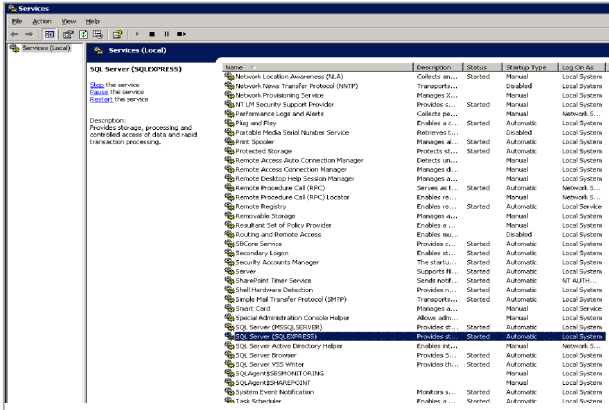 Services
File Action View Help
Services (Local)
Services (Local)
SQL Server (SQLEXPRESS)
Stop the service
Pause the service
Restart the service
Description:
Provides storage, processing and
controlled access of data and rapid
transaction processing.
Name Description Status Startup Type Log On As
Network Location Awareness (NLA) Collects an... Started Manual Local System
Network News Transfer Protocol (NNTP) Transports... Disabled Local System
Network Provisioning Service Manages X... Manual Local System
NT LM Security Support Provider Provides s... Started Manual Local System
Performance Logs and Alerts Collects pe... Manual Network S...
Plug and Play Enables a c... Started Automatic Local System
Portable Media Serial Number Service Retrieves t... Disabled Local System
Print Spooler Manages al... Started Automatic Local System
Protected Storage Protects st... Started Automatic Local System
Remote Access Auto Connection Manager Detects un... Manual Local System
Remote Access Connection Manager Manages di... Manual Local System
Remote Desktop Help Session Manager Manages a... Manual Local System
Remote Procedure Call (RPC) Serves as t... Started Automatic Network S...
Remote Procedure Call (RPC) Locator Enables re... Manual Network S...
Remote Registry Enables re... Started Automatic Local Service
Removable Storage Manages a... Manual Local System
Resultant Set of Policy Provider Enables a ... Manual Local System
Routing and Remote Access Enables mu... Disabled Local System
SBCore Service Provides c... Started Automatic Local System
Secondary Logon Enables st... Started Automatic Local System
Security Accounts Manager The startu... Started Automatic Local System
Server Supports fil... Started Automatic Local System
SharePoint Timer Service Sends notif... Started Automatic NT AUTH...
Shell Hardware Detection Provides n... Started Automatic Local System
Simple Mail Transfer Protocol (SMTP) Transports... Started Automatic Local System
Smart Card Manages a... Manual Local Service
Special Administration Console Helper Allows adm... Manual Local System
SQL Server (MSSQLSERVER) Provides st... Started Automatic Local System
SQL Server (SQLEXPRESS) Provides st... Started Automatic Local System
SQL Server Active Directory Helper Enables int... Manual Network S...
SQL Server Browser Provides S... Started Automatic Local System
SQL Server VSS Writer Provides th... Started Automatic Local System
SQLAgent$SBSMONITORING Manual Local System
SQLAgent$SHAREPOINT Manual Local System
System Event Notification Monitors s... Started Automatic Local System
Task Scheduler Enables a ... Started Automatic Local System